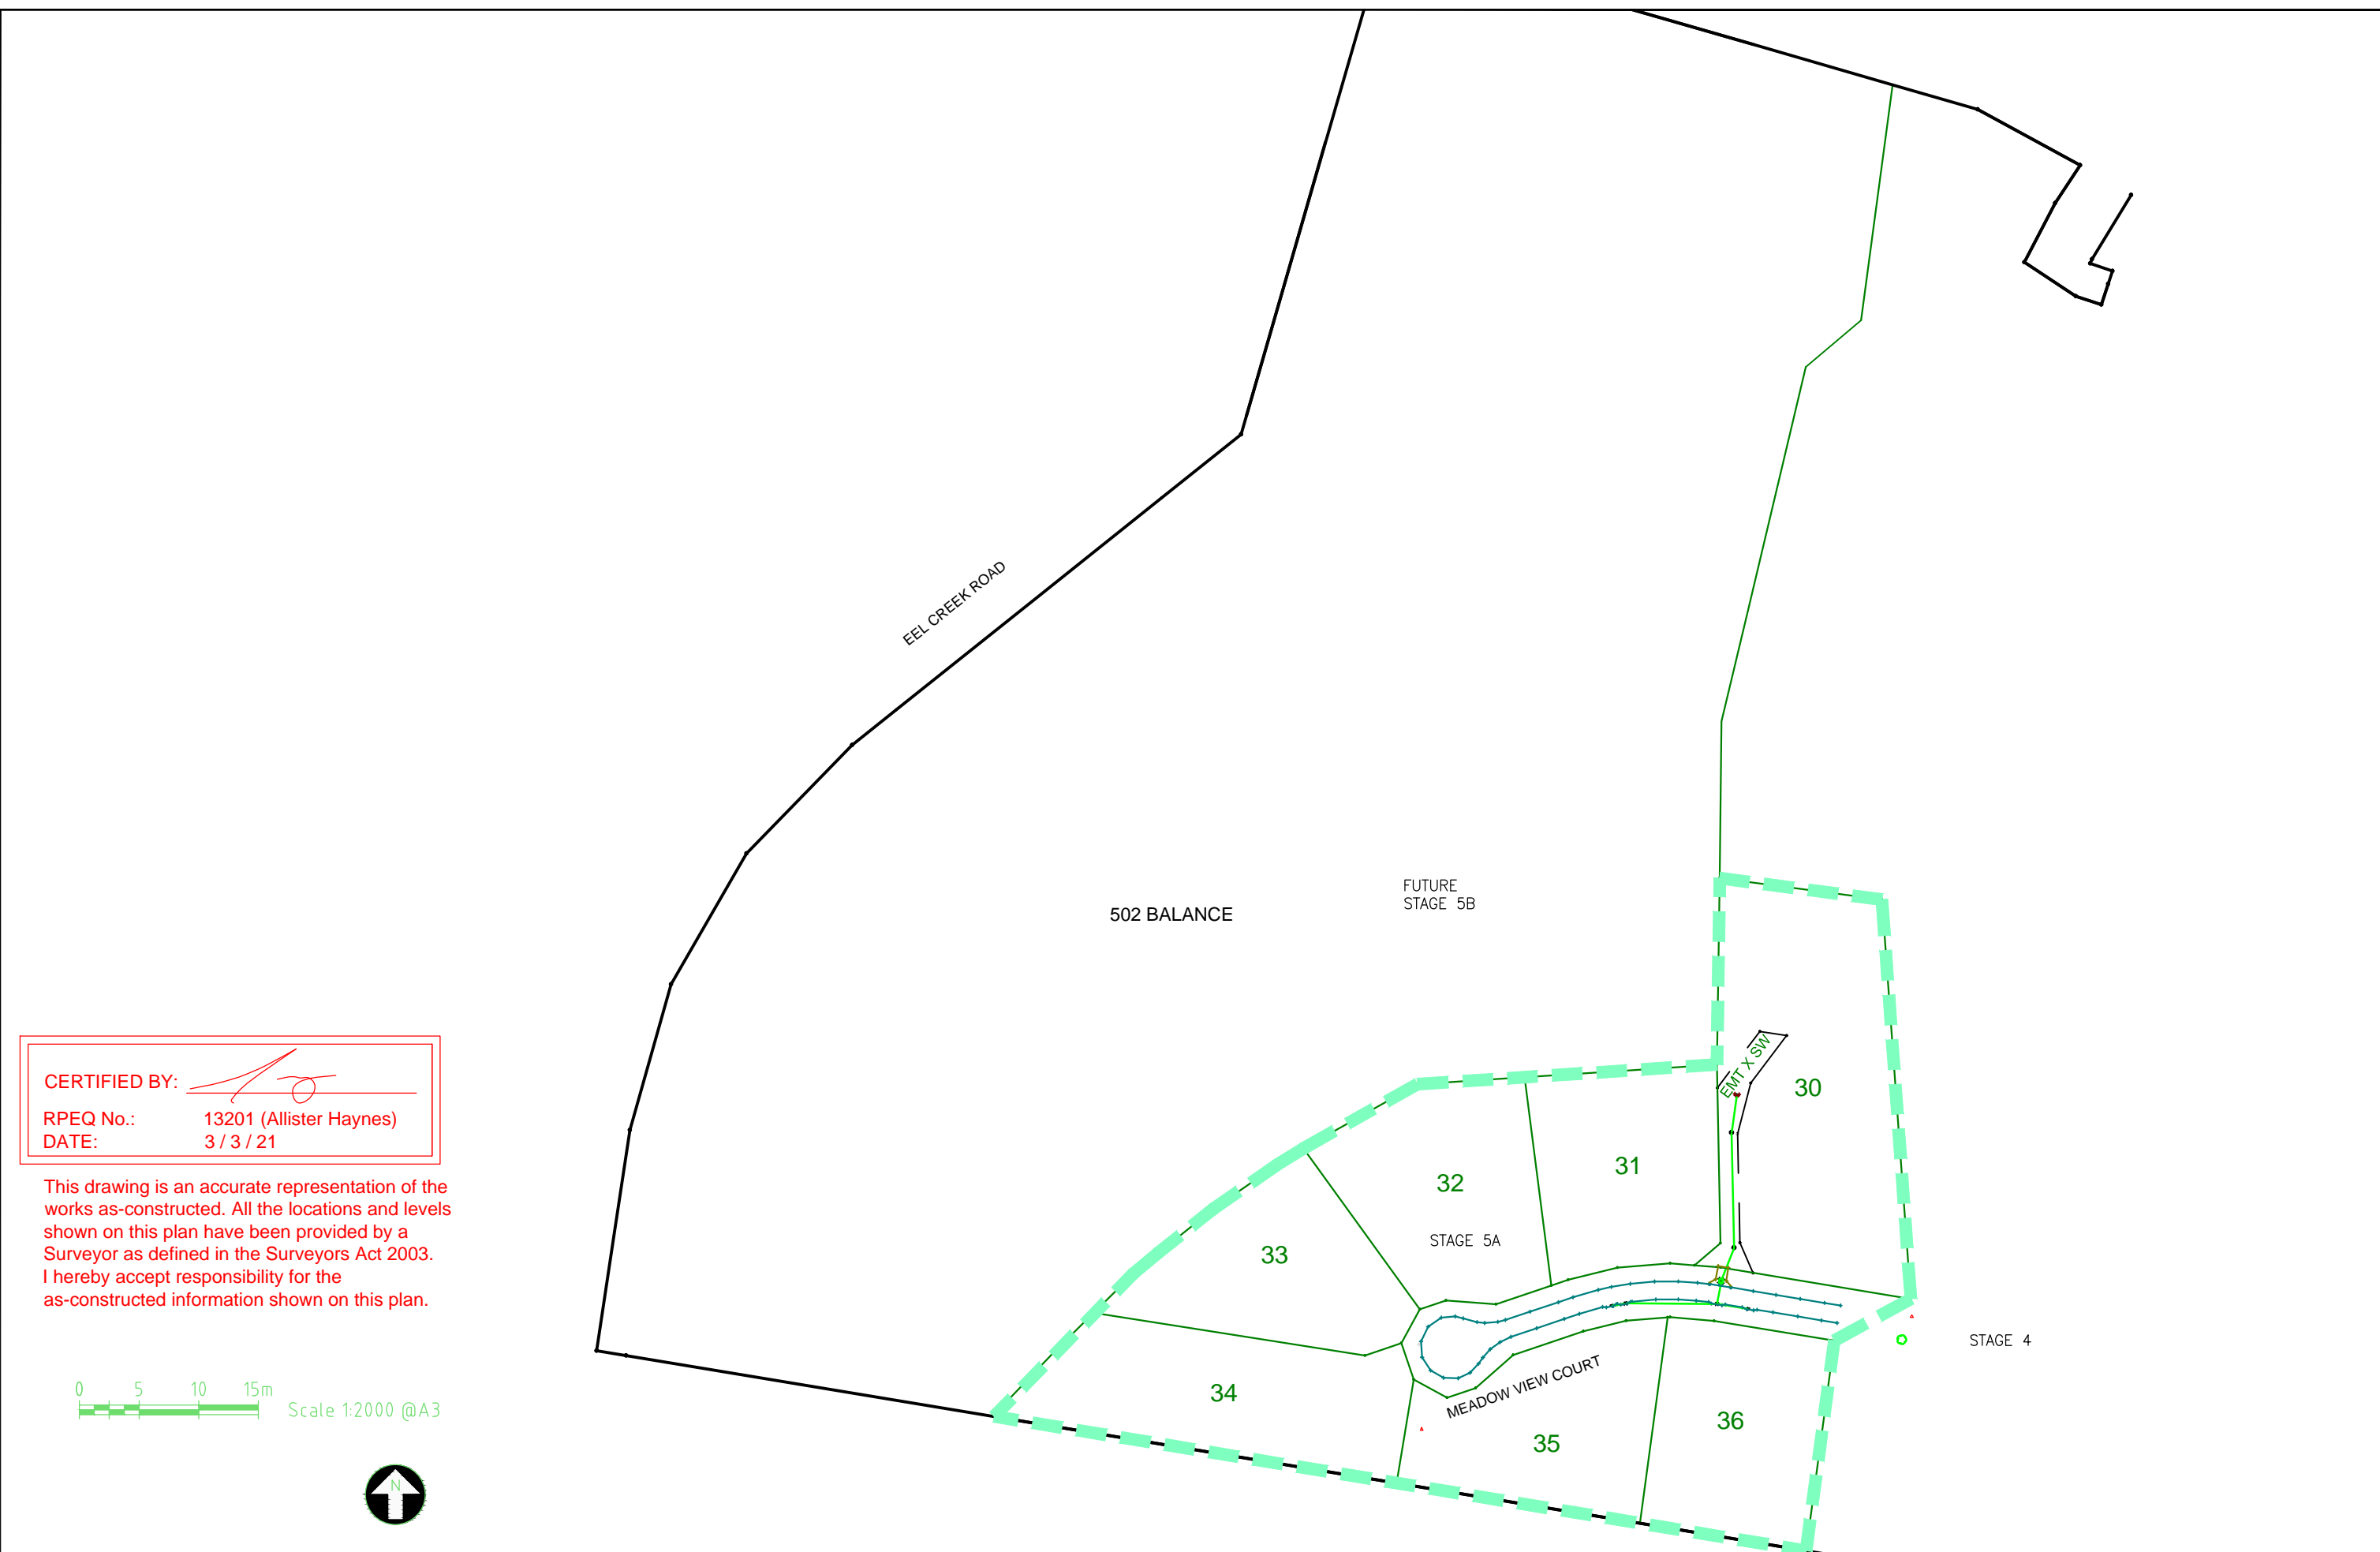 EEL CREEK ROAD
FUTURE
STAGE 5B
502 BALANCE
EMT X SW
30
31
32
STAGE 5A
33
34
MEADOW VIEW COURT
35
36
STAGE 4
CERTIFIED BY:
RPEQ No.: 13201 (Allister Haynes)
DATE: 3 / 3 / 21
This drawing is an accurate representation of the
works as-constructed. All the locations and levels
shown on this plan have been provided by a
Surveyor as defined in the Surveyors Act 2003.
I hereby accept responsibility for the
as-constructed information shown on this plan.
0 5 10 15m
Scale 1:2000 @A3
N